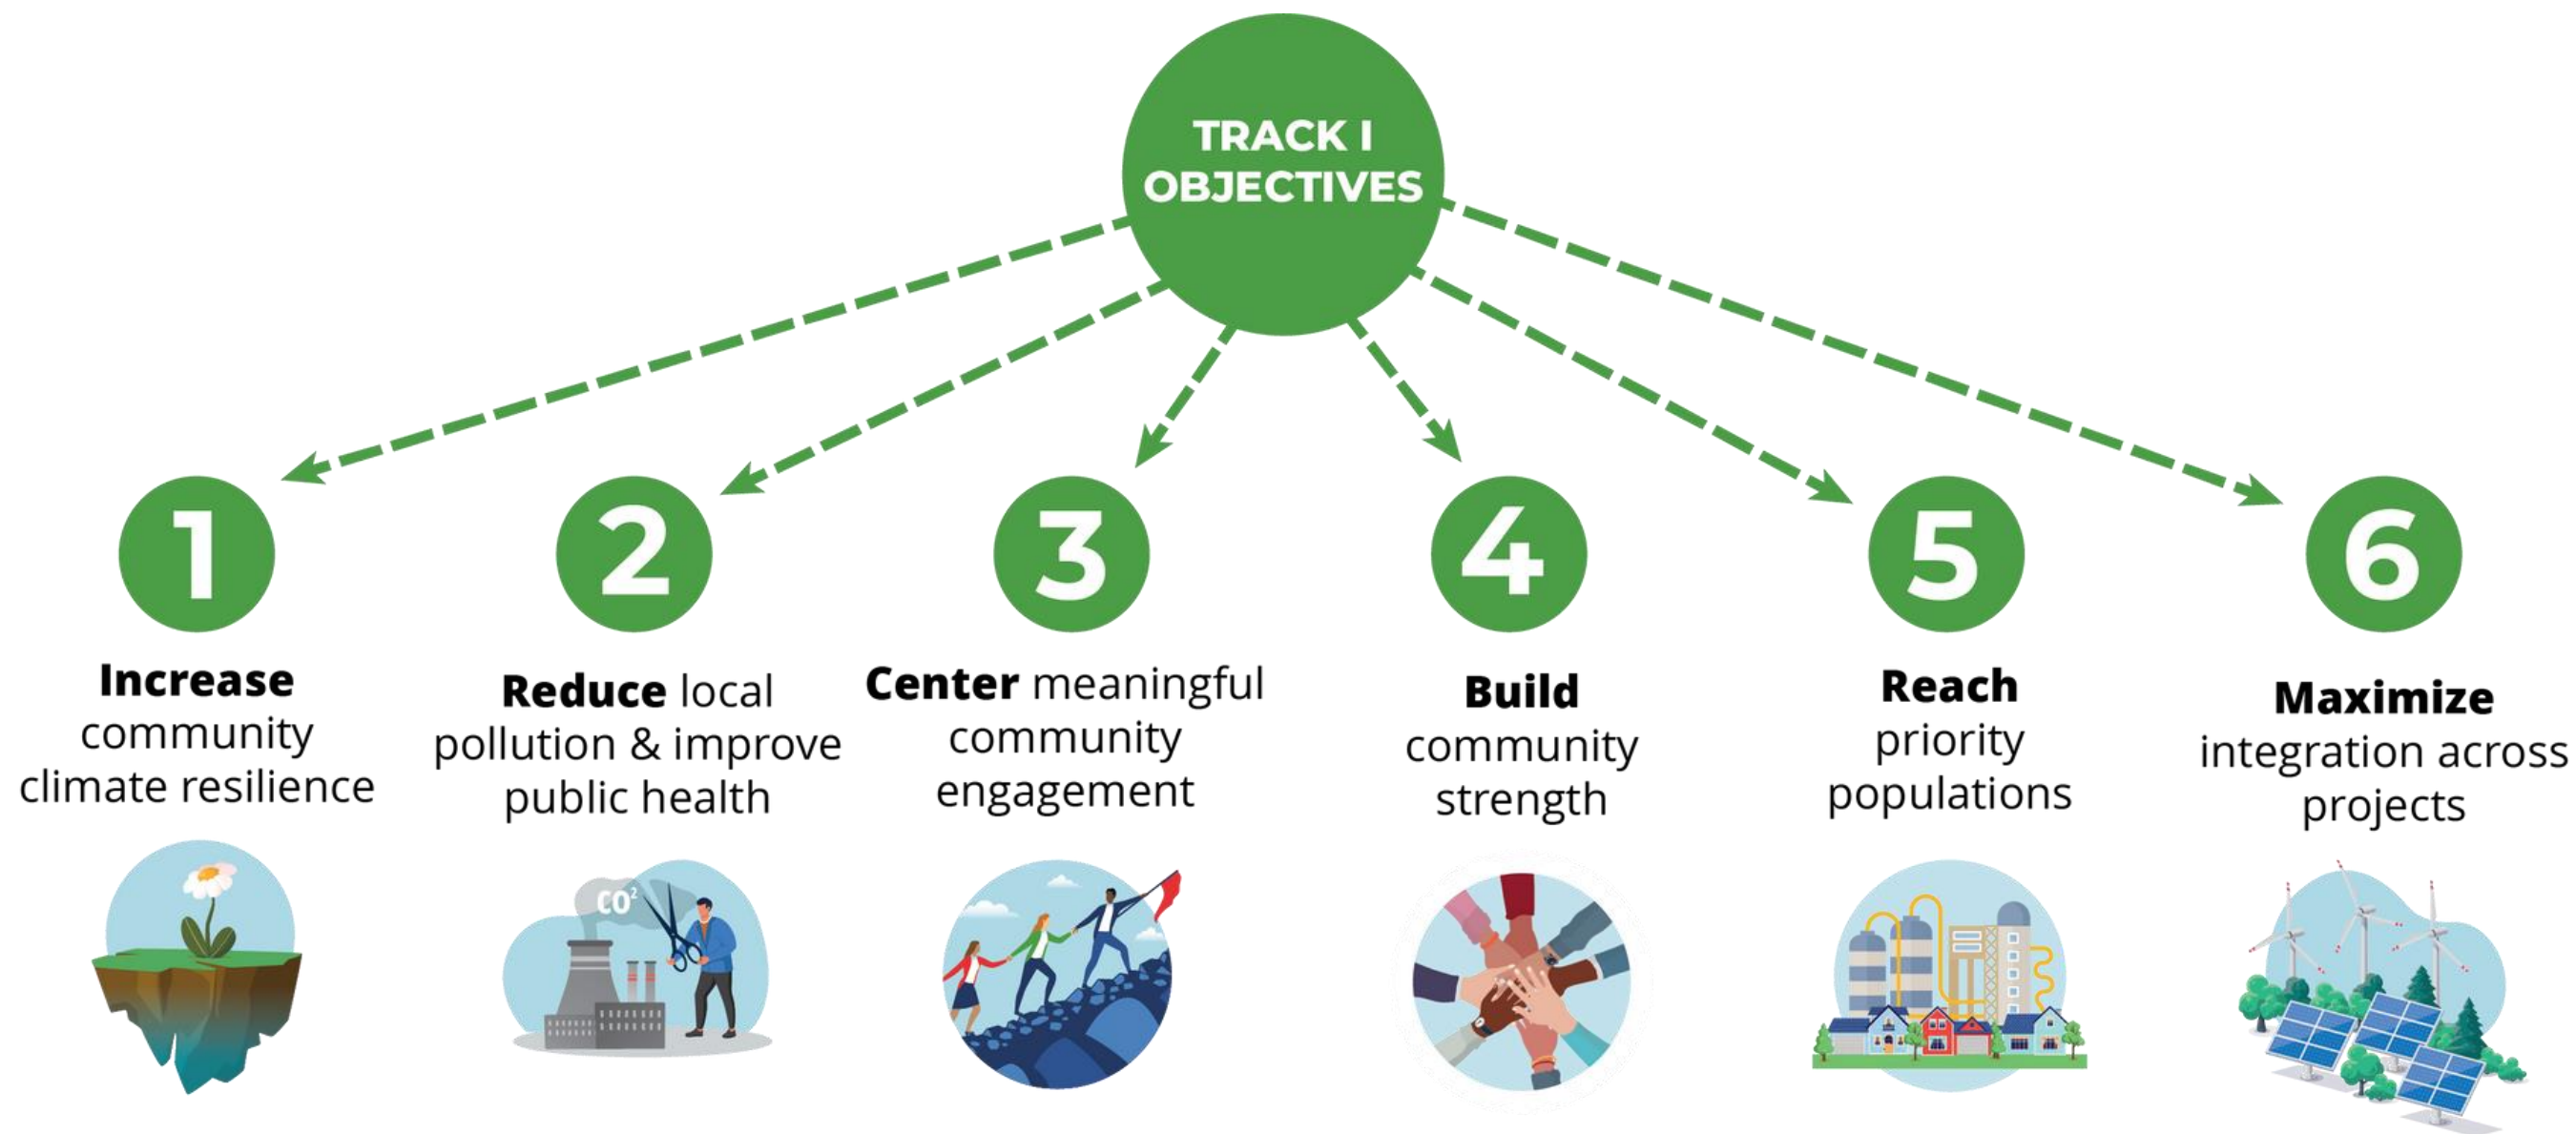 TRACK I
OBJECTIVES
1
Increase
community
climate resilience
2
Reduce local
pollution & improve
public health
CO²
3
Center meaningful
community
engagement
4
Build
community
strength
5
Reach
priority
populations
6
Maximize
integration across
projects